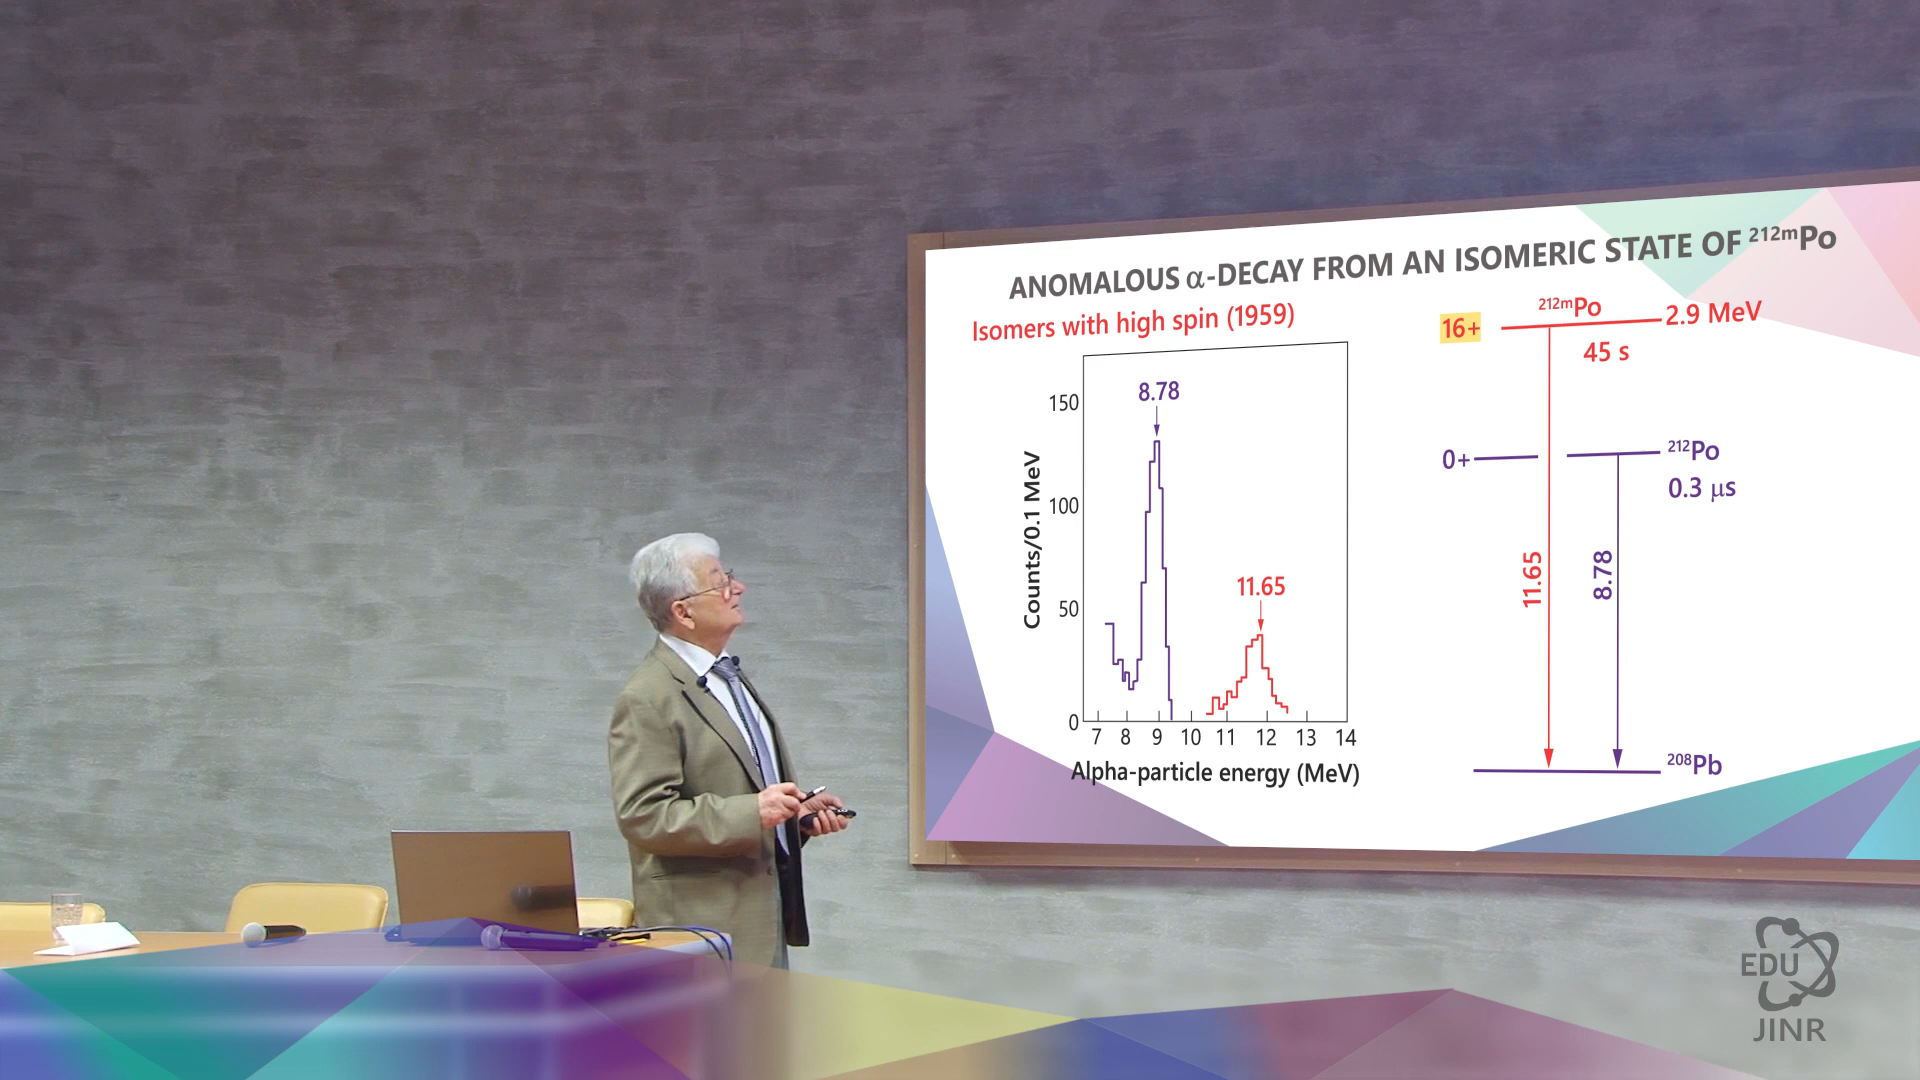 ANOMALOUS α-DECAY FROM AN ISOMERIC STATE OF ²¹²ᵐPo
Isomers with high spin (1959)
Counts/0.1 MeV
150
100
50
0
8.78
11.65
7 8 9 10 11 12 13 14
Alpha-particle energy (MeV)
16+
²¹²ᵐPo
2.9 MeV
45 s
0+
²¹²Po
0.3 µs
11.65
8.78
²⁰⁸Pb
EDU
JINR